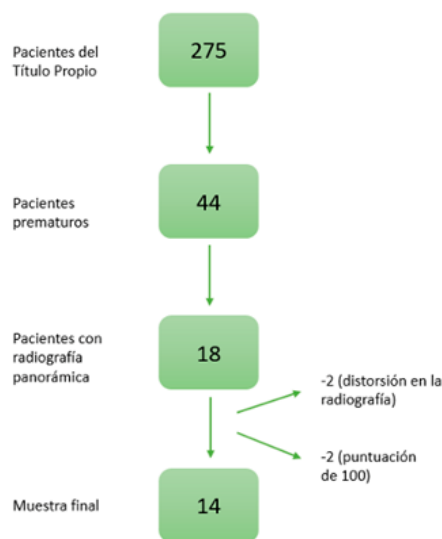 Pacientes del
Título Propio
275
Pacientes
prematuros
44
Pacientes con
radiografía
panorámica
18
-2 (distorsión en la
radiografía)
-2 (puntuación
de 100)
Muestra final
14